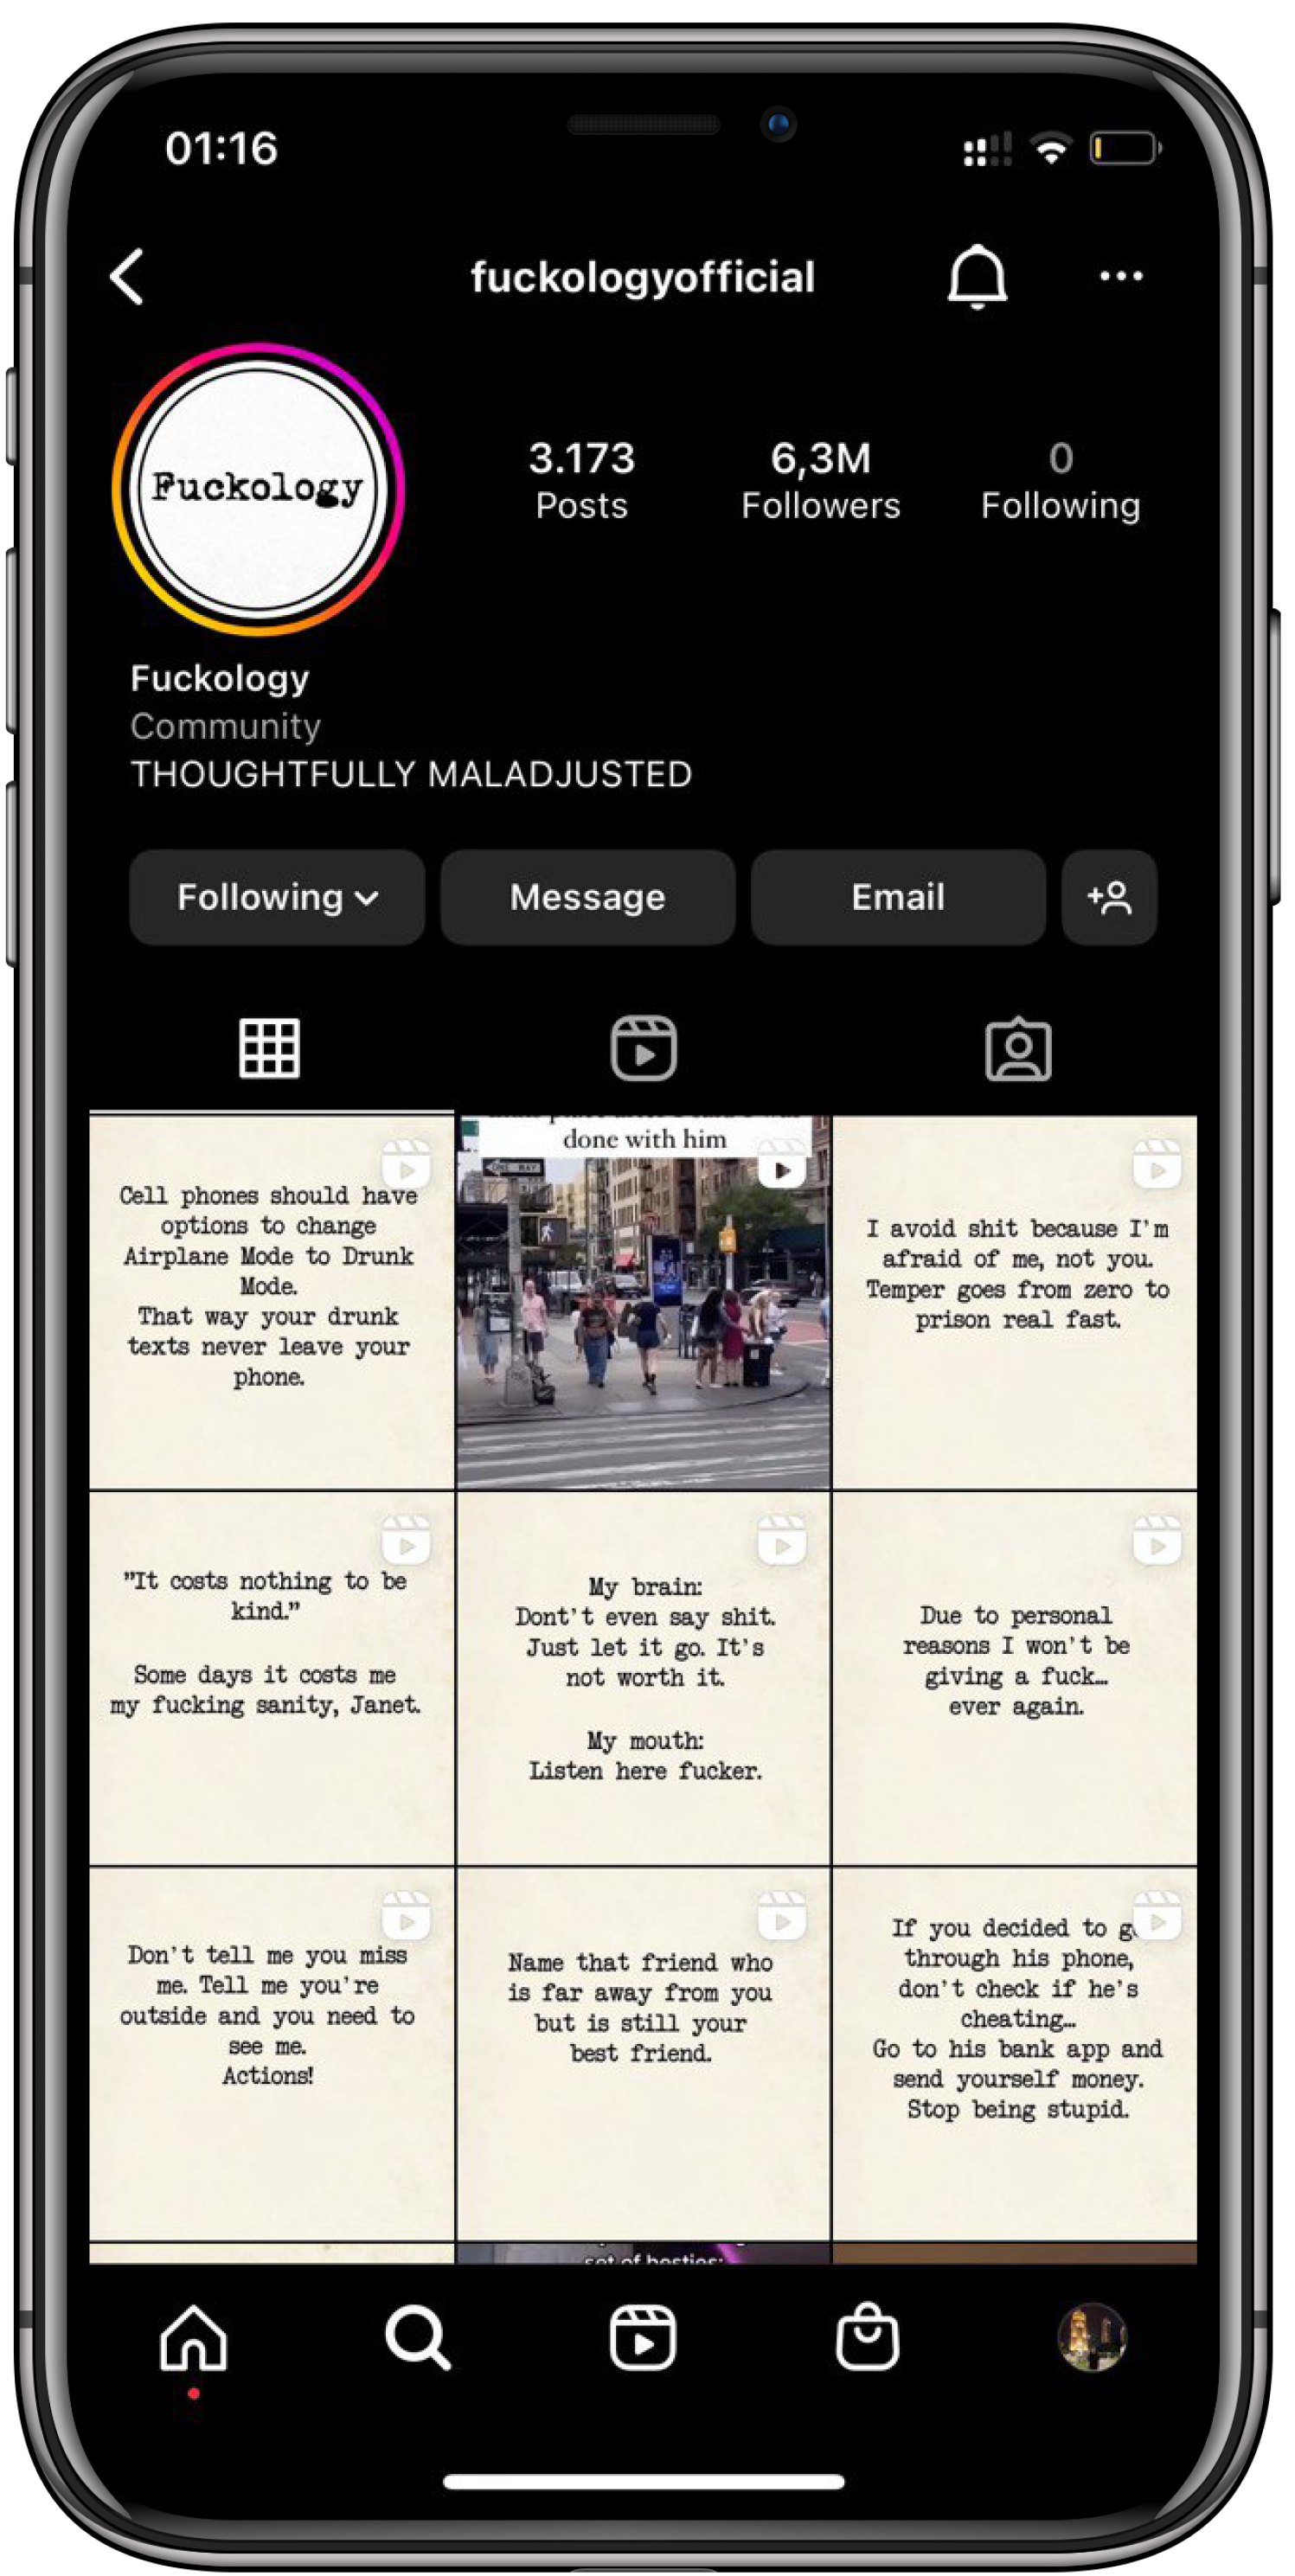 01:16
fuckologyofficial
Fuckology
3.173
Posts
6,3M
Followers
0
Following
Fuckology
Community
THOUGHTFULLY MALADJUSTED
Following
Message
Email
Cell phones should have
options to change
Airplane Mode to Drunk
Mode.
That way your drunk
texts never leave your
phone.
done with him
ONE WAY
I avoid shit because I'm
afraid of me, not you.
Temper goes from zero to
prison real fast.
"It costs nothing to be
kind."
Some days it costs me
my fucking sanity, Janet.
My brain:
Dont't even say shit.
Just let it go. It's
not worth it.
My mouth:
Listen here fucker.
Due to personal
reasons I won't be
giving a fuck...
ever again.
Don't tell me you miss
me. Tell me you're
outside and you need to
see me.
Actions!
Name that friend who
is far away from you
but is still your
best friend.
If you decided to
through his phone,
don't check if he's
cheating...
Go to his bank app and
send yourself money.
Stop being stupid.
set of besties: